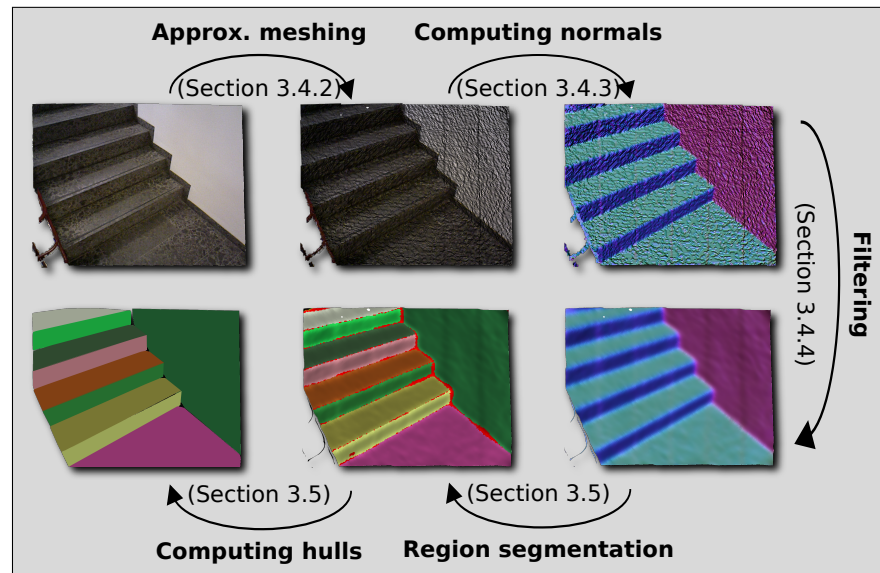 Approx. meshing
(Section 3.4.2)
Computing normals
(Section 3.4.3)
Filtering
(Section 3.4.4)
(Section 3.5)
Region segmentation
(Section 3.5)
Computing hulls